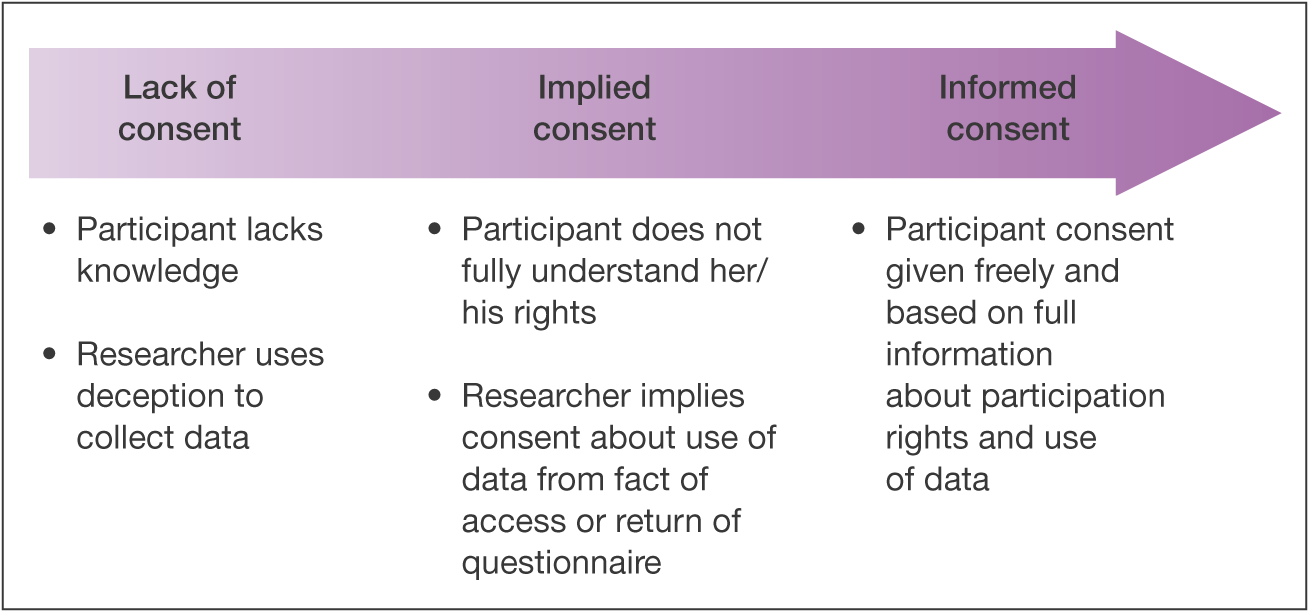 Lack of
consent
Implied
consent
Informed
consent
• Participant lacks
knowledge
• Researcher uses
deception to
collect data
• Participant does not
fully understand her/
his rights
• Researcher implies
consent about use of
data from fact of
access or return of
questionnaire
• Participant consent
given freely and
based on full
information
about participation
rights and use
of data